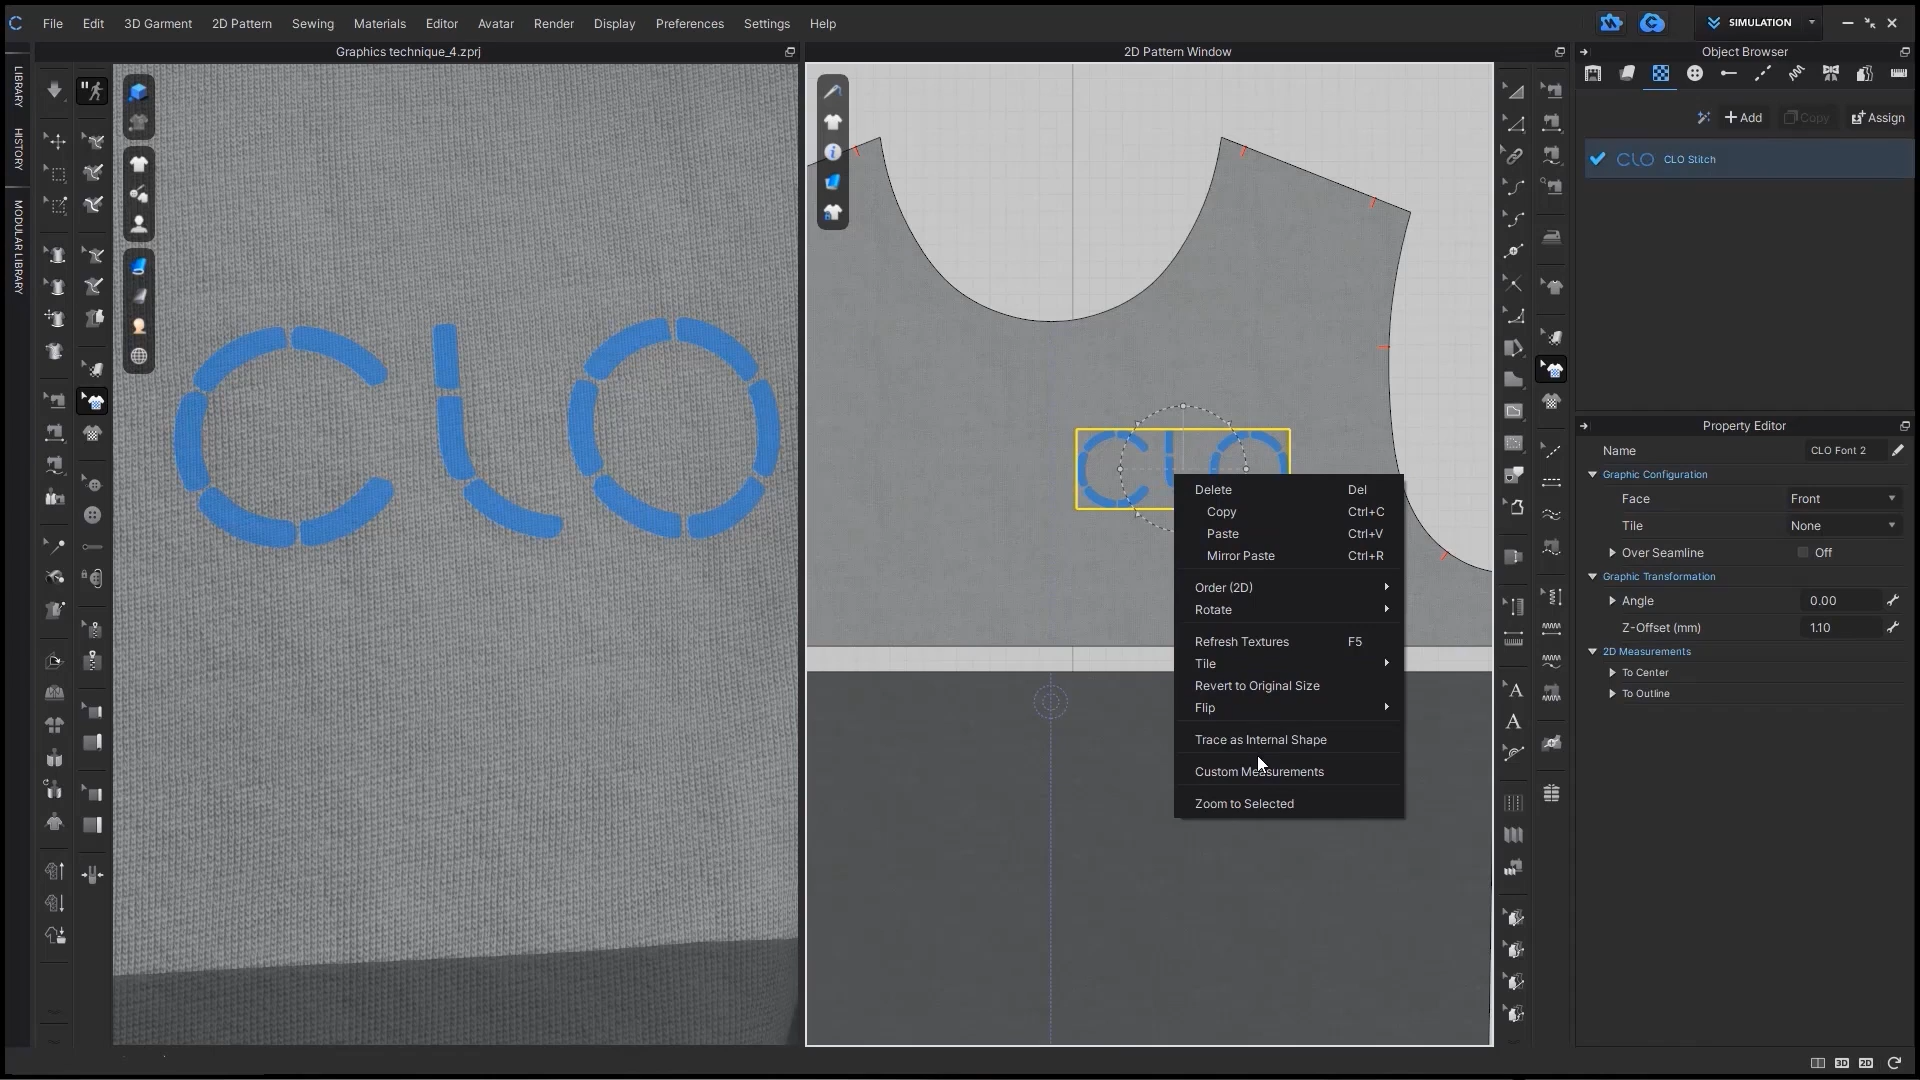 File Edit 3D Garment 2D Pattern Sewing Materials Editor Avatar Render Display Preferences Settings Help
SIMULATION
Graphics technique_4.zprj
2D Pattern Window
Object Browser
LIBRARY
HISTORY
MODULAR LIBRARY
Add
Copy
Assign
CLO CLO Stitch
CLO
CLO
Delete Del
Copy Ctrl+C
Paste Ctrl+V
Mirror Paste Ctrl+R
Order (2D)
Rotate
Refresh Textures F5
Tile
Revert to Original Size
Flip
Trace as Internal Shape
Custom Measurements
Zoom to Selected
Property Editor
Name CLO Font 2
Graphic Configuration
Face Front
Tile None
Over Seamline Off
Graphic Transformation
Angle 0.00
Z-Offset (mm) 1.10
2D Measurements
To Center
To Outline
A
A
3D 2D